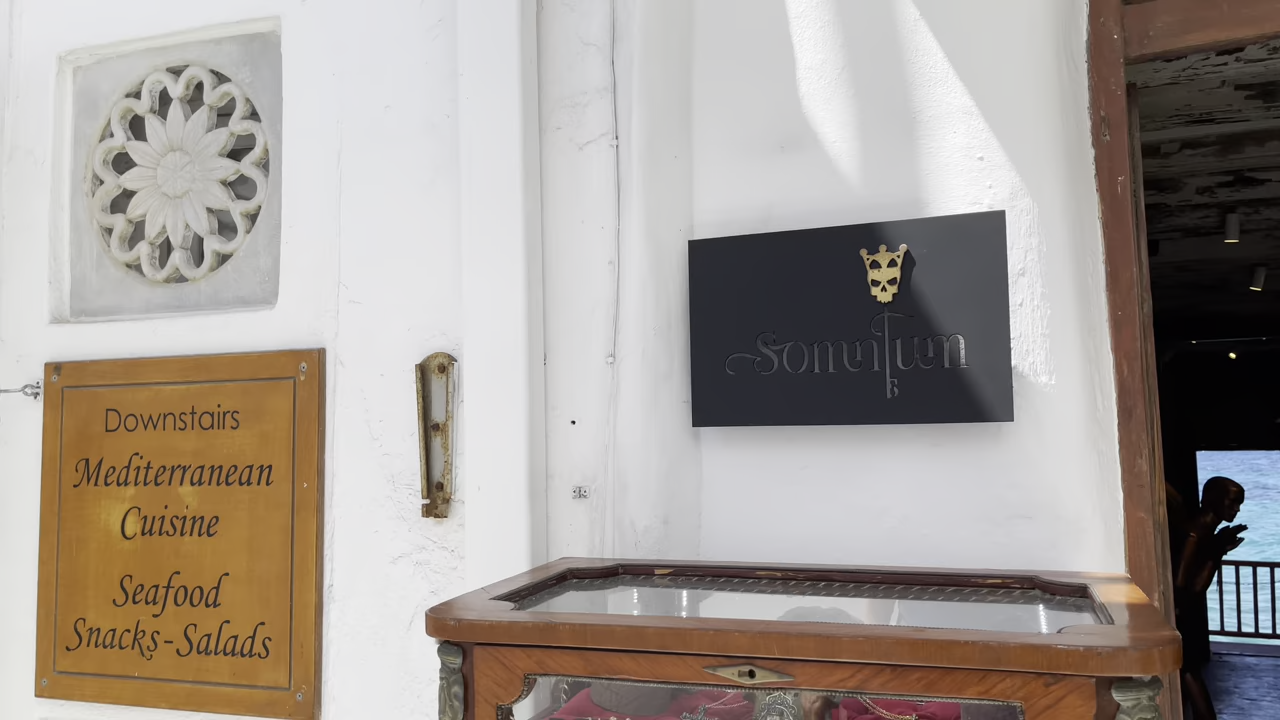 Downstairs
Mediterranean
Cuisine
Seafood
Snacks-Salads
Somnium